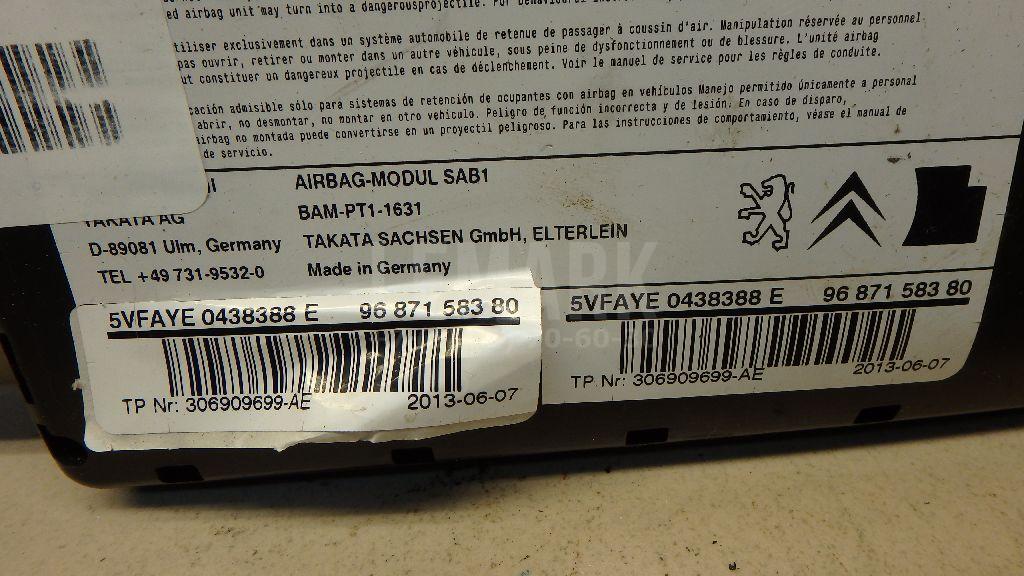 ed airbag unit may turn into a dangerousprojectile. For
utiliser exclusivement dans un système automobile de retenue de passager à coussin d'air. Manipulation réservée au personnel
pas ouvrir, retirer ou monter dans un autre véhicule, sous peine de dysfonctionnement ou de blessure. L'unité airbag
ut constituer un dangereux projectile en cas de déclenchement. Voir le manuel de service pour les règles de conduite.
cación admisible sólo para sistemas de retención de ocupantes con airbag en vehículos Manejo permitido únicamente a personal
abrir, no desmontar, no montar en otro vehículo. Peligro de función incorrecta y de lesión. En caso de disparo,
airbag no montada puede convertirse en un proyectil peligroso. Para las instrucciones de comportamiento, véase el manual de
de servicio.
AIRBAG-MODUL SAB1
TAKATA AG BAM-PT1-1631
D-89081 Ulm, Germany TAKATA SACHSEN GmbH, ELTERLEIN
TEL +49 731-9532-0 Made in Germany
5VFAYE 0438388 E 96 871 583 80
TP Nr: 306909699-AE 2013-06-07
5VFAYE 0438388 E 96 871 583 80
TP Nr: 306909699-AE 2013-06-07